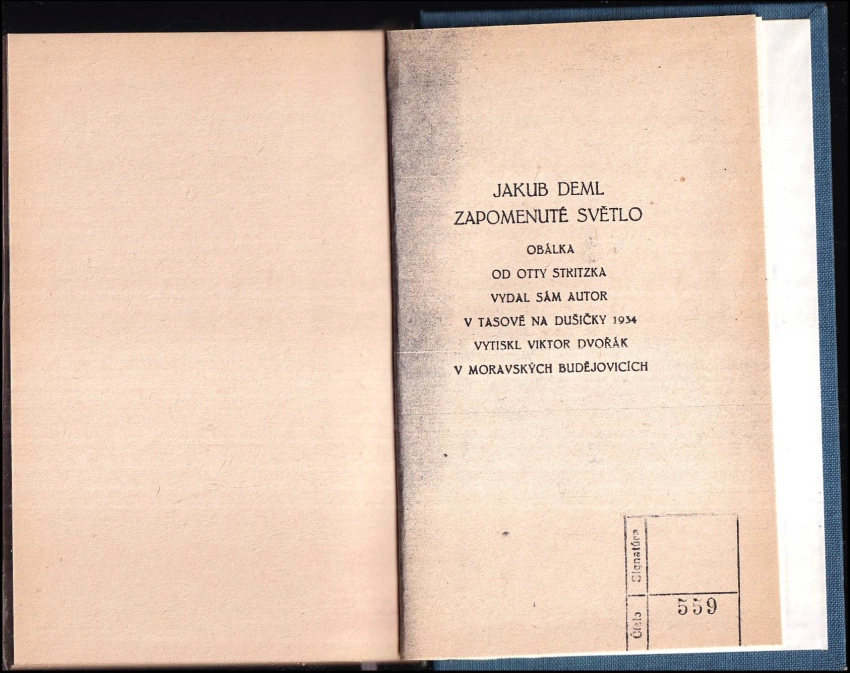 JAKUB DEML
ZAPOMENUTÉ SVĚTLO
OBÁLKA
OD OTTY STRITZKA
VYDAL SÁM AUTOR
V TASOVĚ NA DUŠIČKY 1934
VYTISKL VIKTOR DVOŘÁK
V MORAVSKÝCH BUDĚJOVICÍCH
Signatúra
Číslo
559